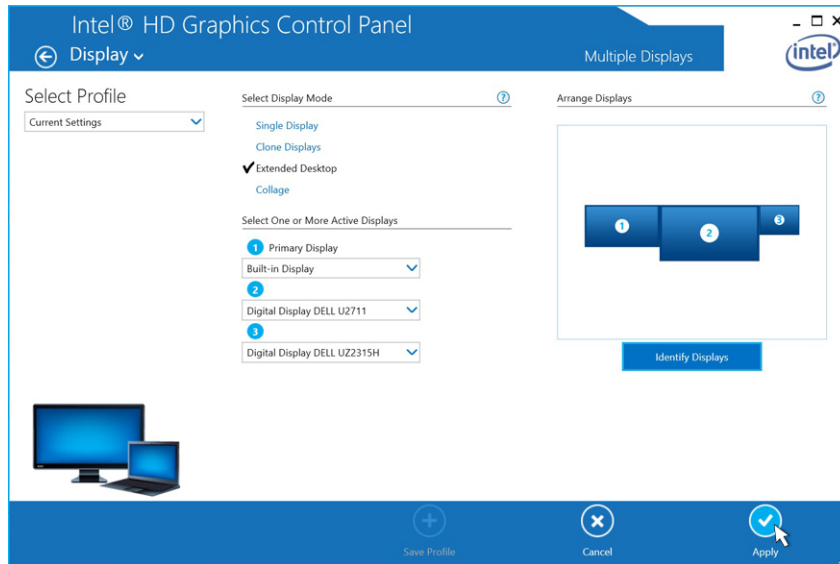 Intel® HD Graphics Control Panel
Display
Multiple Displays
intel
Select Profile
Current Settings
Select Display Mode
?
Single Display
Clone Displays
Extended Desktop
Collage
Select One or More Active Displays
1 Primary Display
Built-in Display
2
Digital Display DELL U2711
3
Digital Display DELL UZ2315H
Arrange Displays
?
1
2
3
Identify Displays
Save Profile
Cancel
Apply